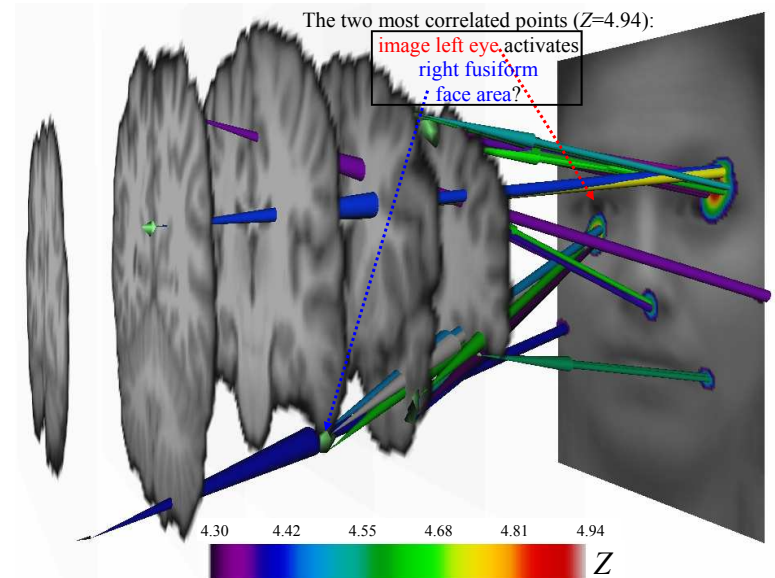 The two most correlated points (Z=4.94):
image left eye activates
right fusiform
face area?
4.30 4.42 4.55 4.68 4.81 4.94
Z